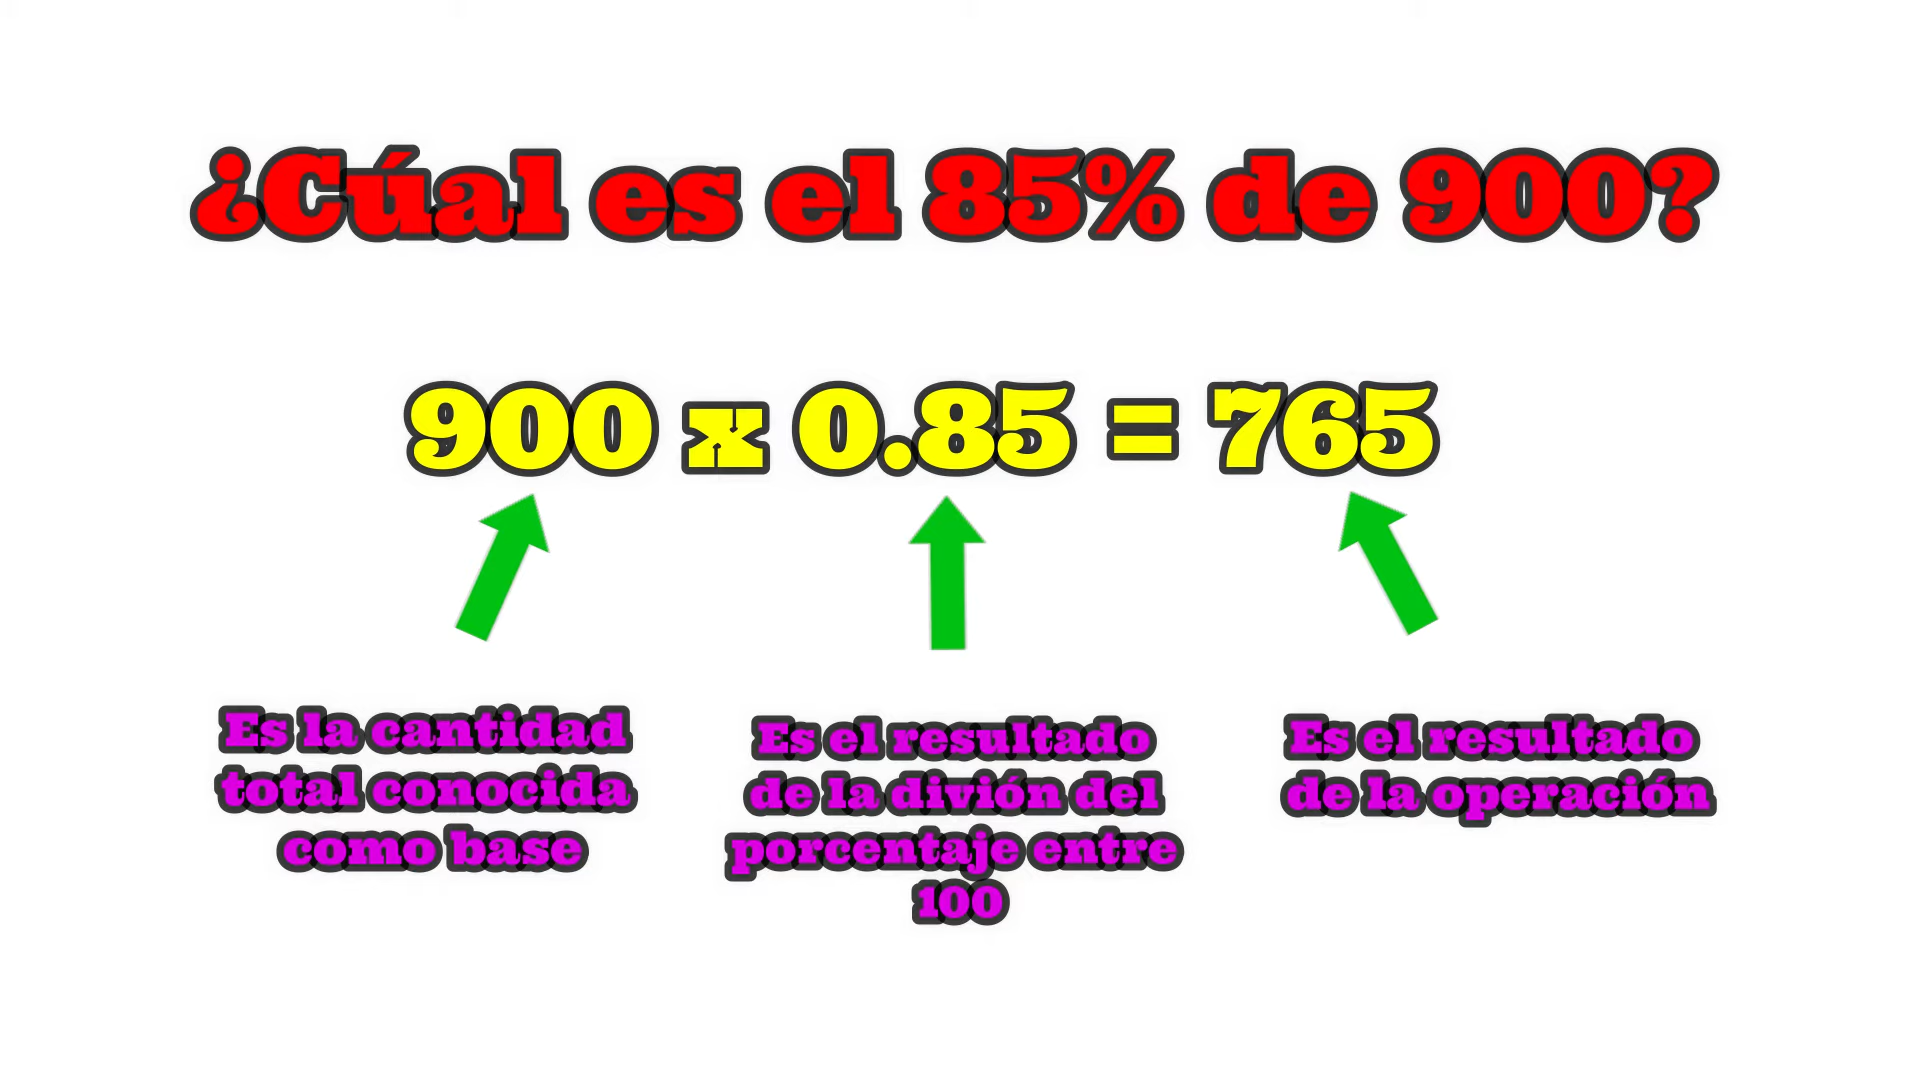 ¿Cúal es el 85% de 900?
900 x 0.85 = 765
Es la cantidad
total conocida
como base
Es el resultado
de la divión del
porcentaje entre
100
Es el resultado
de la operación